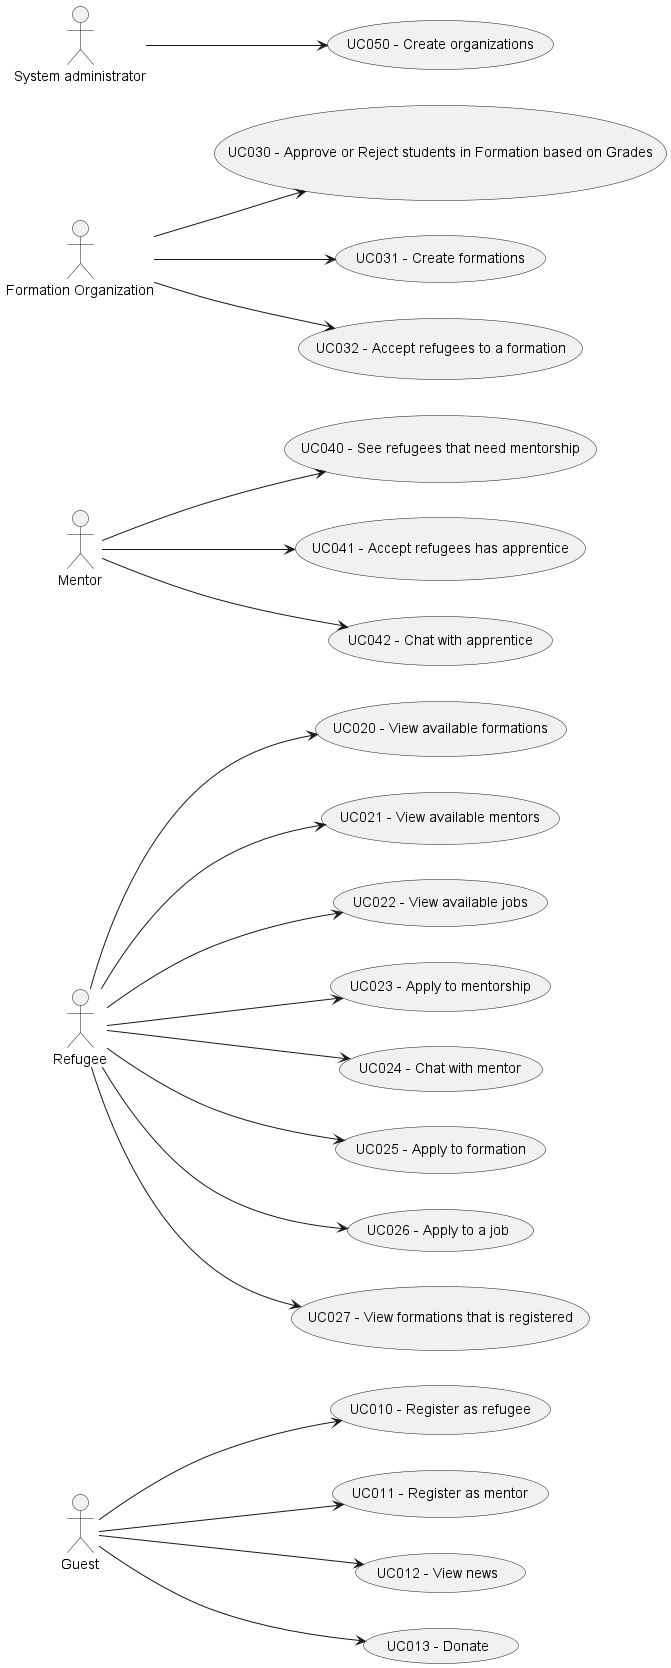 System administrator
UC050 - Create organizations
Formation Organization
UC030 - Approve or Reject students in Formation based on Grades
UC031 - Create formations
UC032 - Accept refugees to a formation
Mentor
UC040 - See refugees that need mentorship
UC041 - Accept refugees has apprentice
UC042 - Chat with apprentice
Refugee
UC020 - View available formations
UC021 - View available mentors
UC022 - View available jobs
UC023 - Apply to mentorship
UC024 - Chat with mentor
UC025 - Apply to formation
UC026 - Apply to a job
UC027 - View formations that is registered
Guest
UC010 - Register as refugee
UC011 - Register as mentor
UC012 - View news
UC013 - Donate